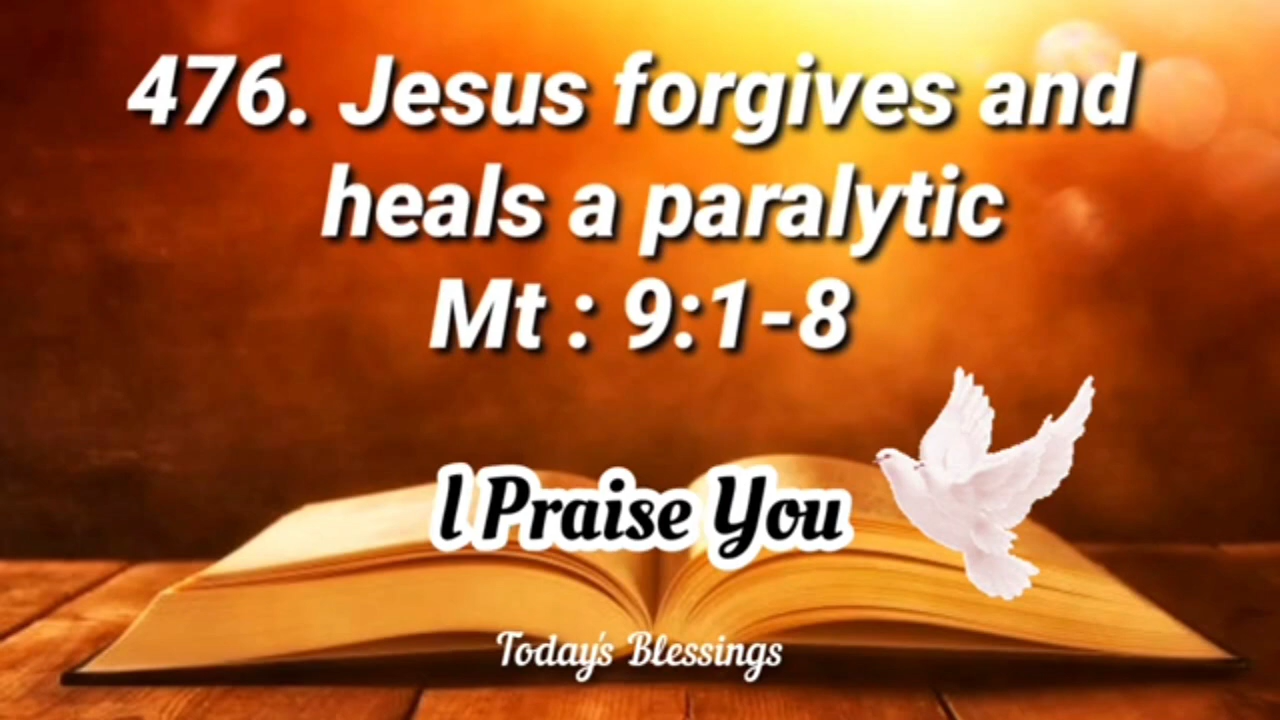 476. Jesus forgives and
heals a paralytic
Mt : 9:1-8
I Praise You
Today's Blessings